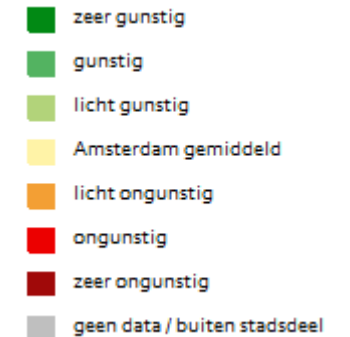 zeer gunstig
gunstig
licht gunstig
Amsterdam gemiddeld
licht ongunstig
ongunstig
zeer ongunstig
geen data / buiten stadsdeel